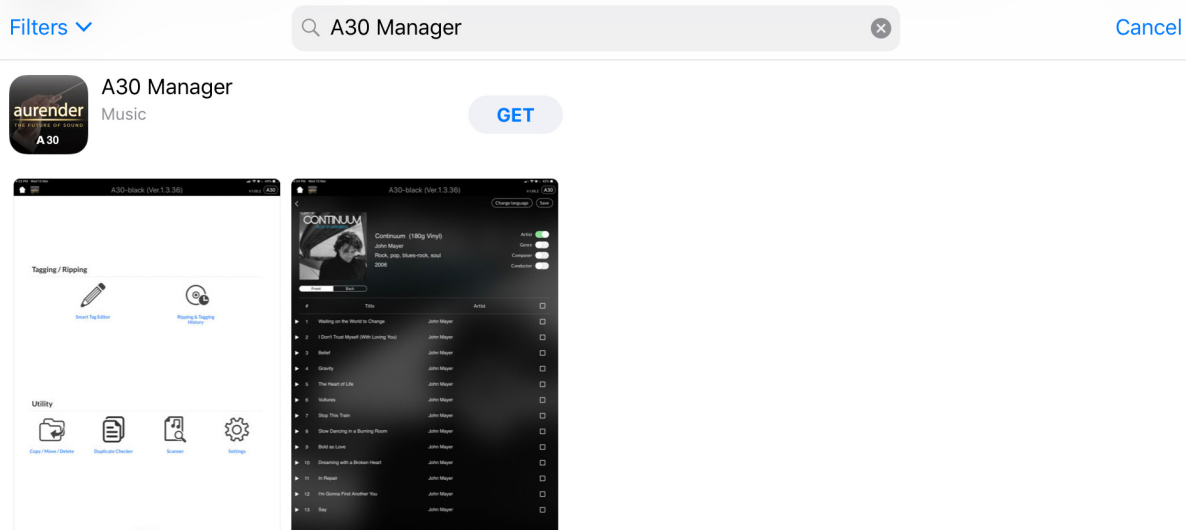 Filters
A30 Manager
Cancel
aurender
THE FUTURE OF SOUND
A30
A30 Manager
Music
GET
A30-black (Ver.1.3.36)
A30
Tagging / Ripping
Smart Tag Editor
Ripping & Tagging
History
Utility
Copy / Move / Delete
Duplicate Checker
Scanner
Settings
A30-black (Ver.1.3.36)
A30
Change language
Save
CONTINUUM
Continuum (180g Vinyl)
John Mayer
Rock, pop, blues-rock, soul
2006
Artist
Genre
Composer
Conductor
Front
Back
# Title Artist
1 Waiting on the World to Change John Mayer
2 I Don't Trust Myself (With Loving You) John Mayer
3 Belief John Mayer
4 Gravity John Mayer
5 The Heart of Life John Mayer
6 Vultures John Mayer
7 Stop This Train John Mayer
8 Slow Dancing in a Burning Room John Mayer
9 Bold as Love John Mayer
10 Dreaming with a Broken Heart John Mayer
11 In Repair John Mayer
12 I'm Gonna Find Another You John Mayer
13 Say John Mayer